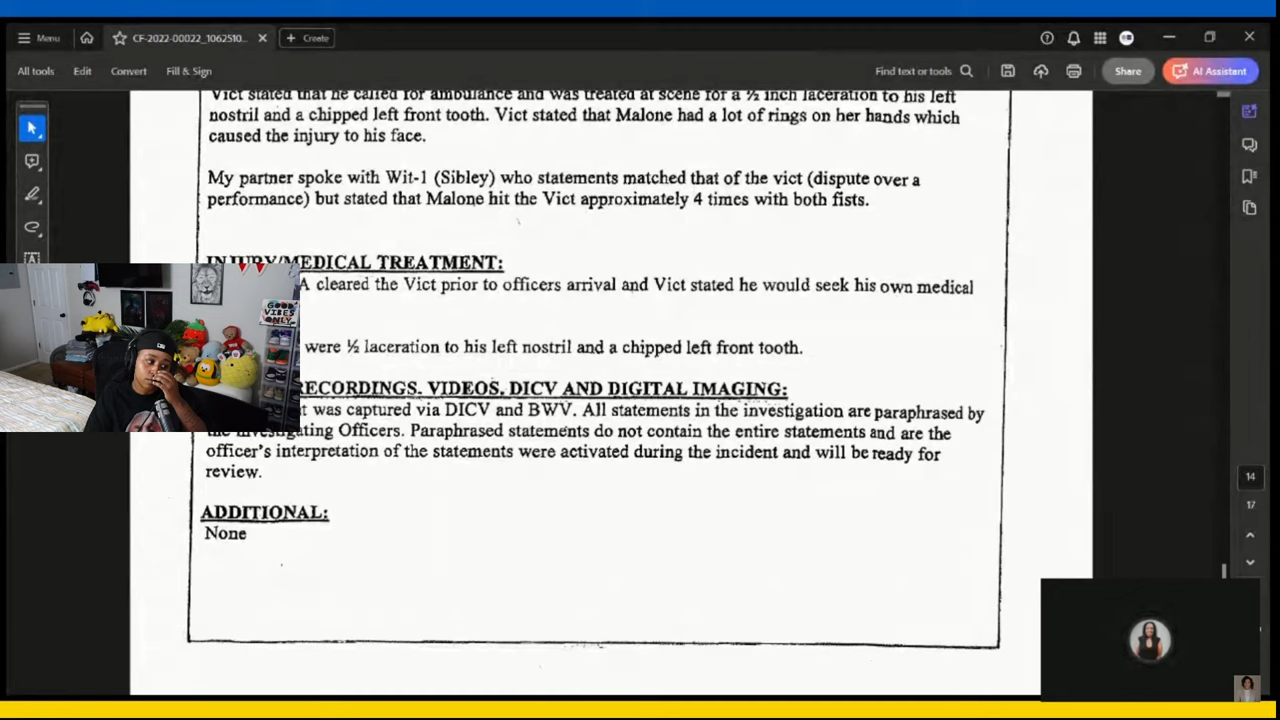 Menu
CF-2022-00022_1062510...
Create
All tools
Edit
Convert
Fill & Sign
Find text or tools
Share
AI Assistant
Vict stated that he called for ambulance and was treated at scene for a ½ inch laceration to his left
nostril and a chipped left front tooth. Vict stated that Malone had a lot of rings on her hands which
caused the injury to his face.
My partner spoke with Wit-1 (Sibley) who statements matched that of the vict (dispute over a
performance) but stated that Malone hit the Vict approximately 4 times with both fists.
INJURY/MEDICAL TREATMENT:
A cleared the Vict prior to officers arrival and Vict stated he would seek his own medical
were ½ laceration to his left nostril and a chipped left front tooth.
RECORDINGS, VIDEOS, DICV AND DIGITAL IMAGING:
t was captured via DICV and BWV. All statements in the investigation are paraphrased by
the Investigating Officers. Paraphrased statements do not contain the entire statements and are the
officer's interpretation of the statements were activated during the incident and will be ready for
review.
ADDITIONAL:
None
GOOD
VIBES
ONLY
14
17